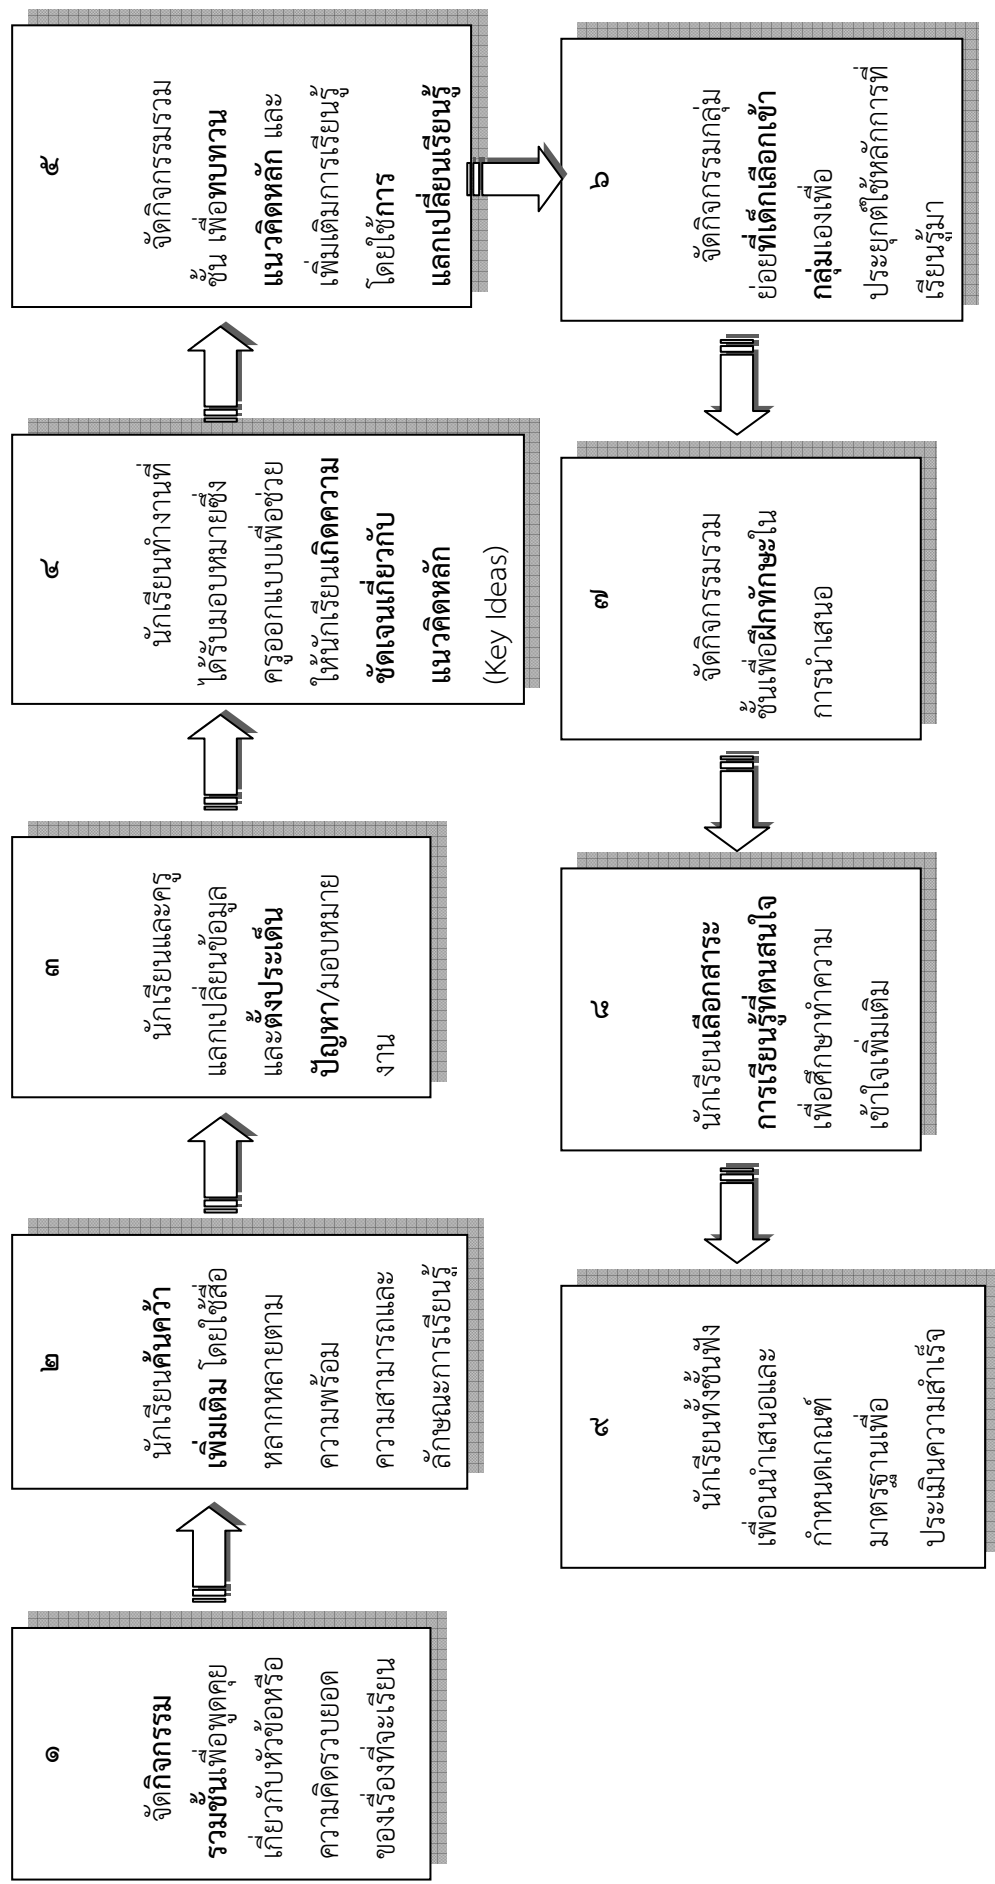 ๑
จัดกิจกรรม
รวมชั้นเพื่อพูดคุย
เกี่ยวกับหัวข้อหรือ
ความคิดรวบยอด
ของเรื่องที่จะเรียน
๒
นักเรียนค้นคว้า
เพิ่มเติม โดยใช้สื่อ
หลากหลายตาม
ความพร้อม
ความสามารถและ
ลักษณะการเรียนรู้
๓
นักเรียนและครู
แลกเปลี่ยนข้อมูล
และตั้งประเด็น
ปัญหา/มอบหมาย
งาน
๔
นักเรียนทำงานที่
ได้รับมอบหมายซึ่ง
ครูออกแบบเพื่อช่วย
ให้นักเรียนเกิดความ
ชัดเจนเกี่ยวกับ
แนวคิดหลัก
(Key Ideas)
๕
จัดกิจกรรมรวม
ชั้น เพื่อทบทวน
แนวคิดหลัก และ
เพิ่มเติมการเรียนรู้
โดยใช้การ
แลกเปลี่ยนเรียนรู้
๖
จัดกิจกรรมกลุ่ม
ย่อยที่เด็กเลือกเข้า
กลุ่มเองเพื่อ
ประยุกต์ใช้หลักการที่
เรียนรู้มา
๗
จัดกิจกรรมรวม
ชั้นเพื่อฝึกทักษะใน
การนำเสนอ
๘
นักเรียนเลือกสาระ
การเรียนรู้ที่ตนสนใจ
เพื่อศึกษาทำความ
เข้าใจเพิ่มเติม
๙
นักเรียนทั้งชั้นฟัง
เพื่อนนำเสนอและ
กำหนดเกณฑ์
มาตรฐานเพื่อ
ประเมินความสำเร็จ